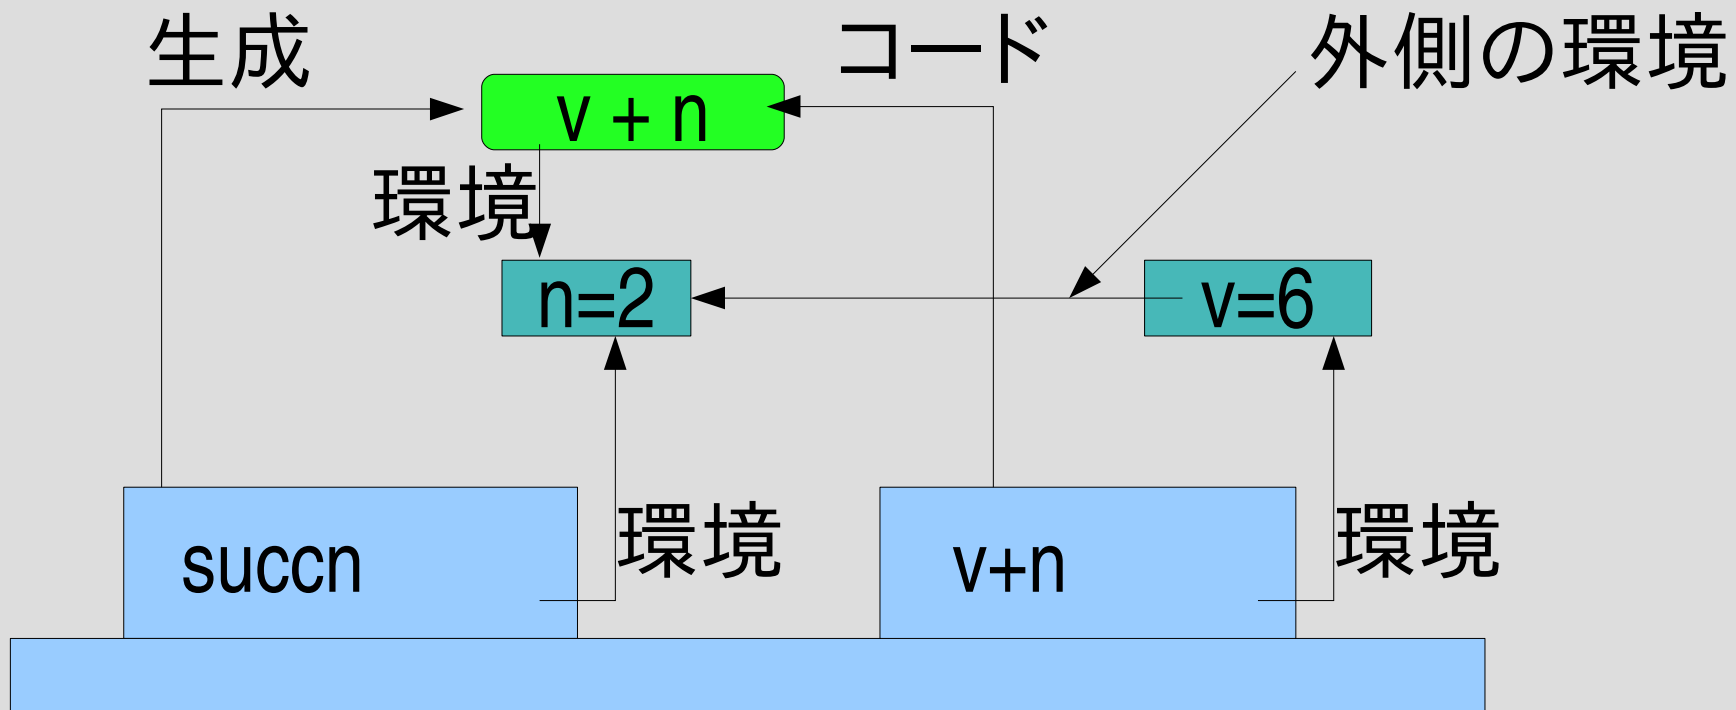 生成
コード
外側の環境
v + n
環境
n=2
v=6
環境
環境
succn
v+n